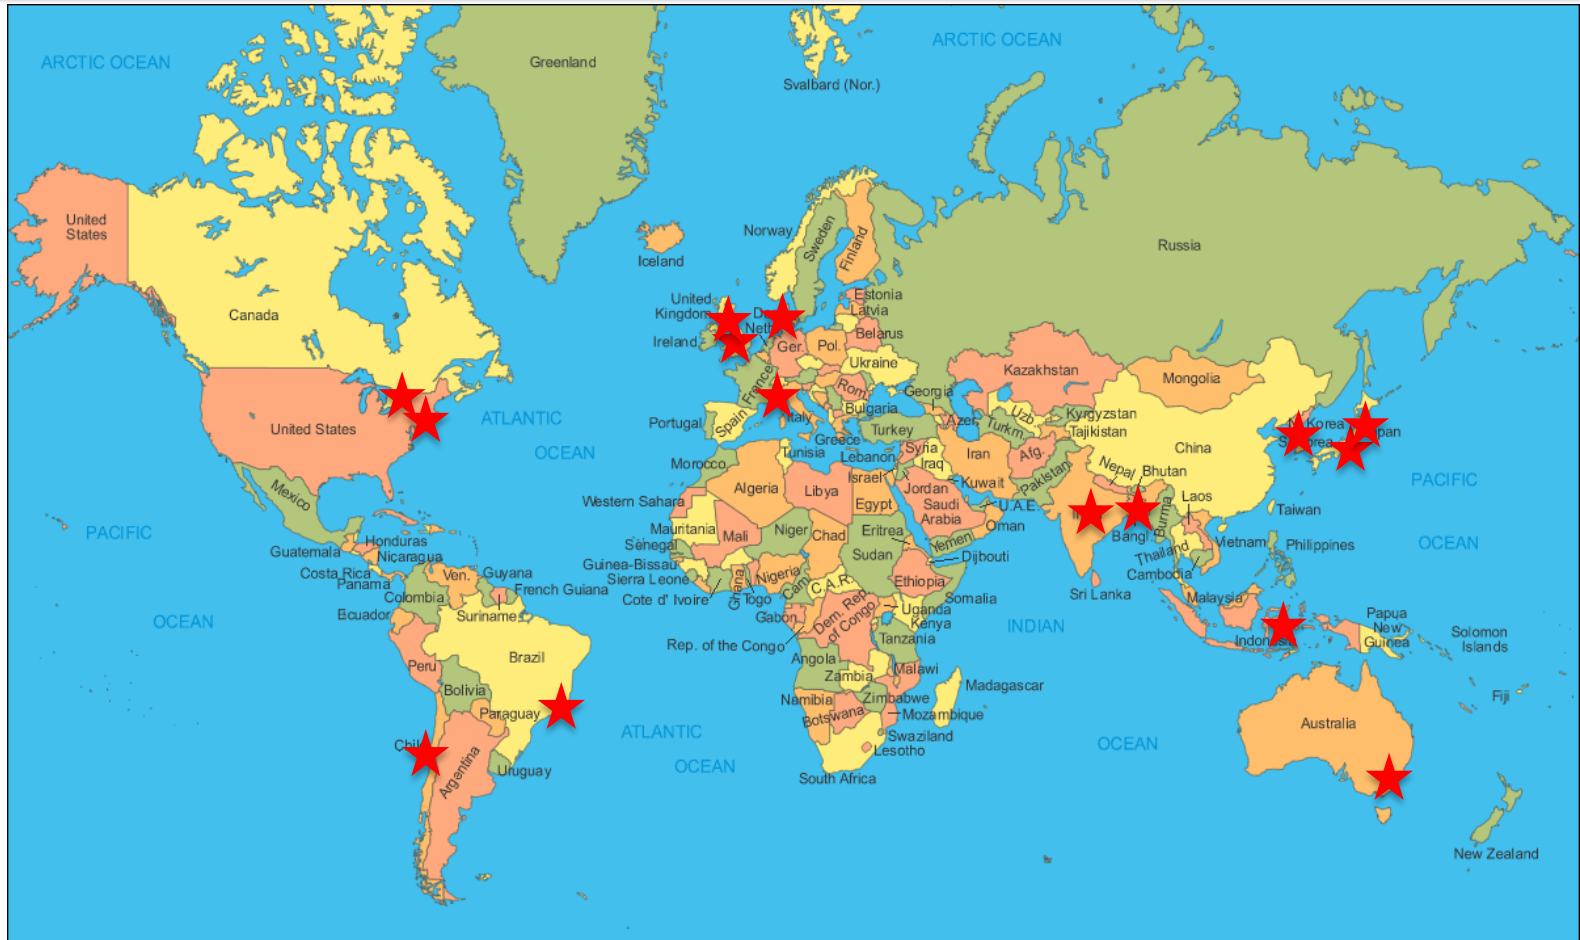 ARCTIC OCEAN
ARCTIC OCEAN
Greenland
Svalbard (Nor.)
United
States
Canada
Iceland
Norway
Sweden
Finland
Russia
United
Kingdom
Ireland
Neth
Estonia
Latvia
Belarus
Ger.
Pol.
Ukraine
France
Rom.
Bulgaria
Italy
Spain
Portugal
Greece
Turkey
Georgia
Azer.
Kazakhstan
Uzb.
Turkm.
Kyrgyzstan
Tajikistan
Mongolia
China
N. Korea
United States
ATLANTIC
OCEAN
Mexico
PACIFIC
OCEAN
Guatemala
Honduras
Nicaragua
Costa Rica
Panama
Ven.
Guyana
French Guiana
Suriname
Colombia
Ecuador
Peru
Brazil
Bolivia
Paraguay
Argentina
Uruguay
Morocco
Western Sahara
Algeria
Tunisia
Libya
Egypt
Lebanon
Israel
Syria
Iraq
Jordan
Kuwait
Saudi
Arabia
Iran
Afg.
Pakistan
U.A.E.
Oman
Yemen
Nepal
Bhutan
Bangl
Burma
Laos
Thailand
Cambodia
Vietnam
Taiwan
Philippines
Sri Lanka
Malaysia
Papua
New
Guinea
Solomon
Islands
Fiji
PACIFIC
OCEAN
Mauritania
Mali
Niger
Chad
Sudan
Eritrea
Djibouti
Ethiopia
Somalia
Senegal
Guinea-Bissau
Sierra Leone
Cote d' Ivoire
Ghana
Togo
Nigeria
Cam.
C.A.R.
Gabon
Rep. of the Congo
Dem. Rep.
of Congo
Uganda
Kenya
Tanzania
Angola
Zambia
Malawi
Namibia
Botswana
Zimbabwe
Mozambique
Madagascar
Swaziland
Lesotho
South Africa
ATLANTIC
OCEAN
INDIAN
OCEAN
Australia
New Zealand